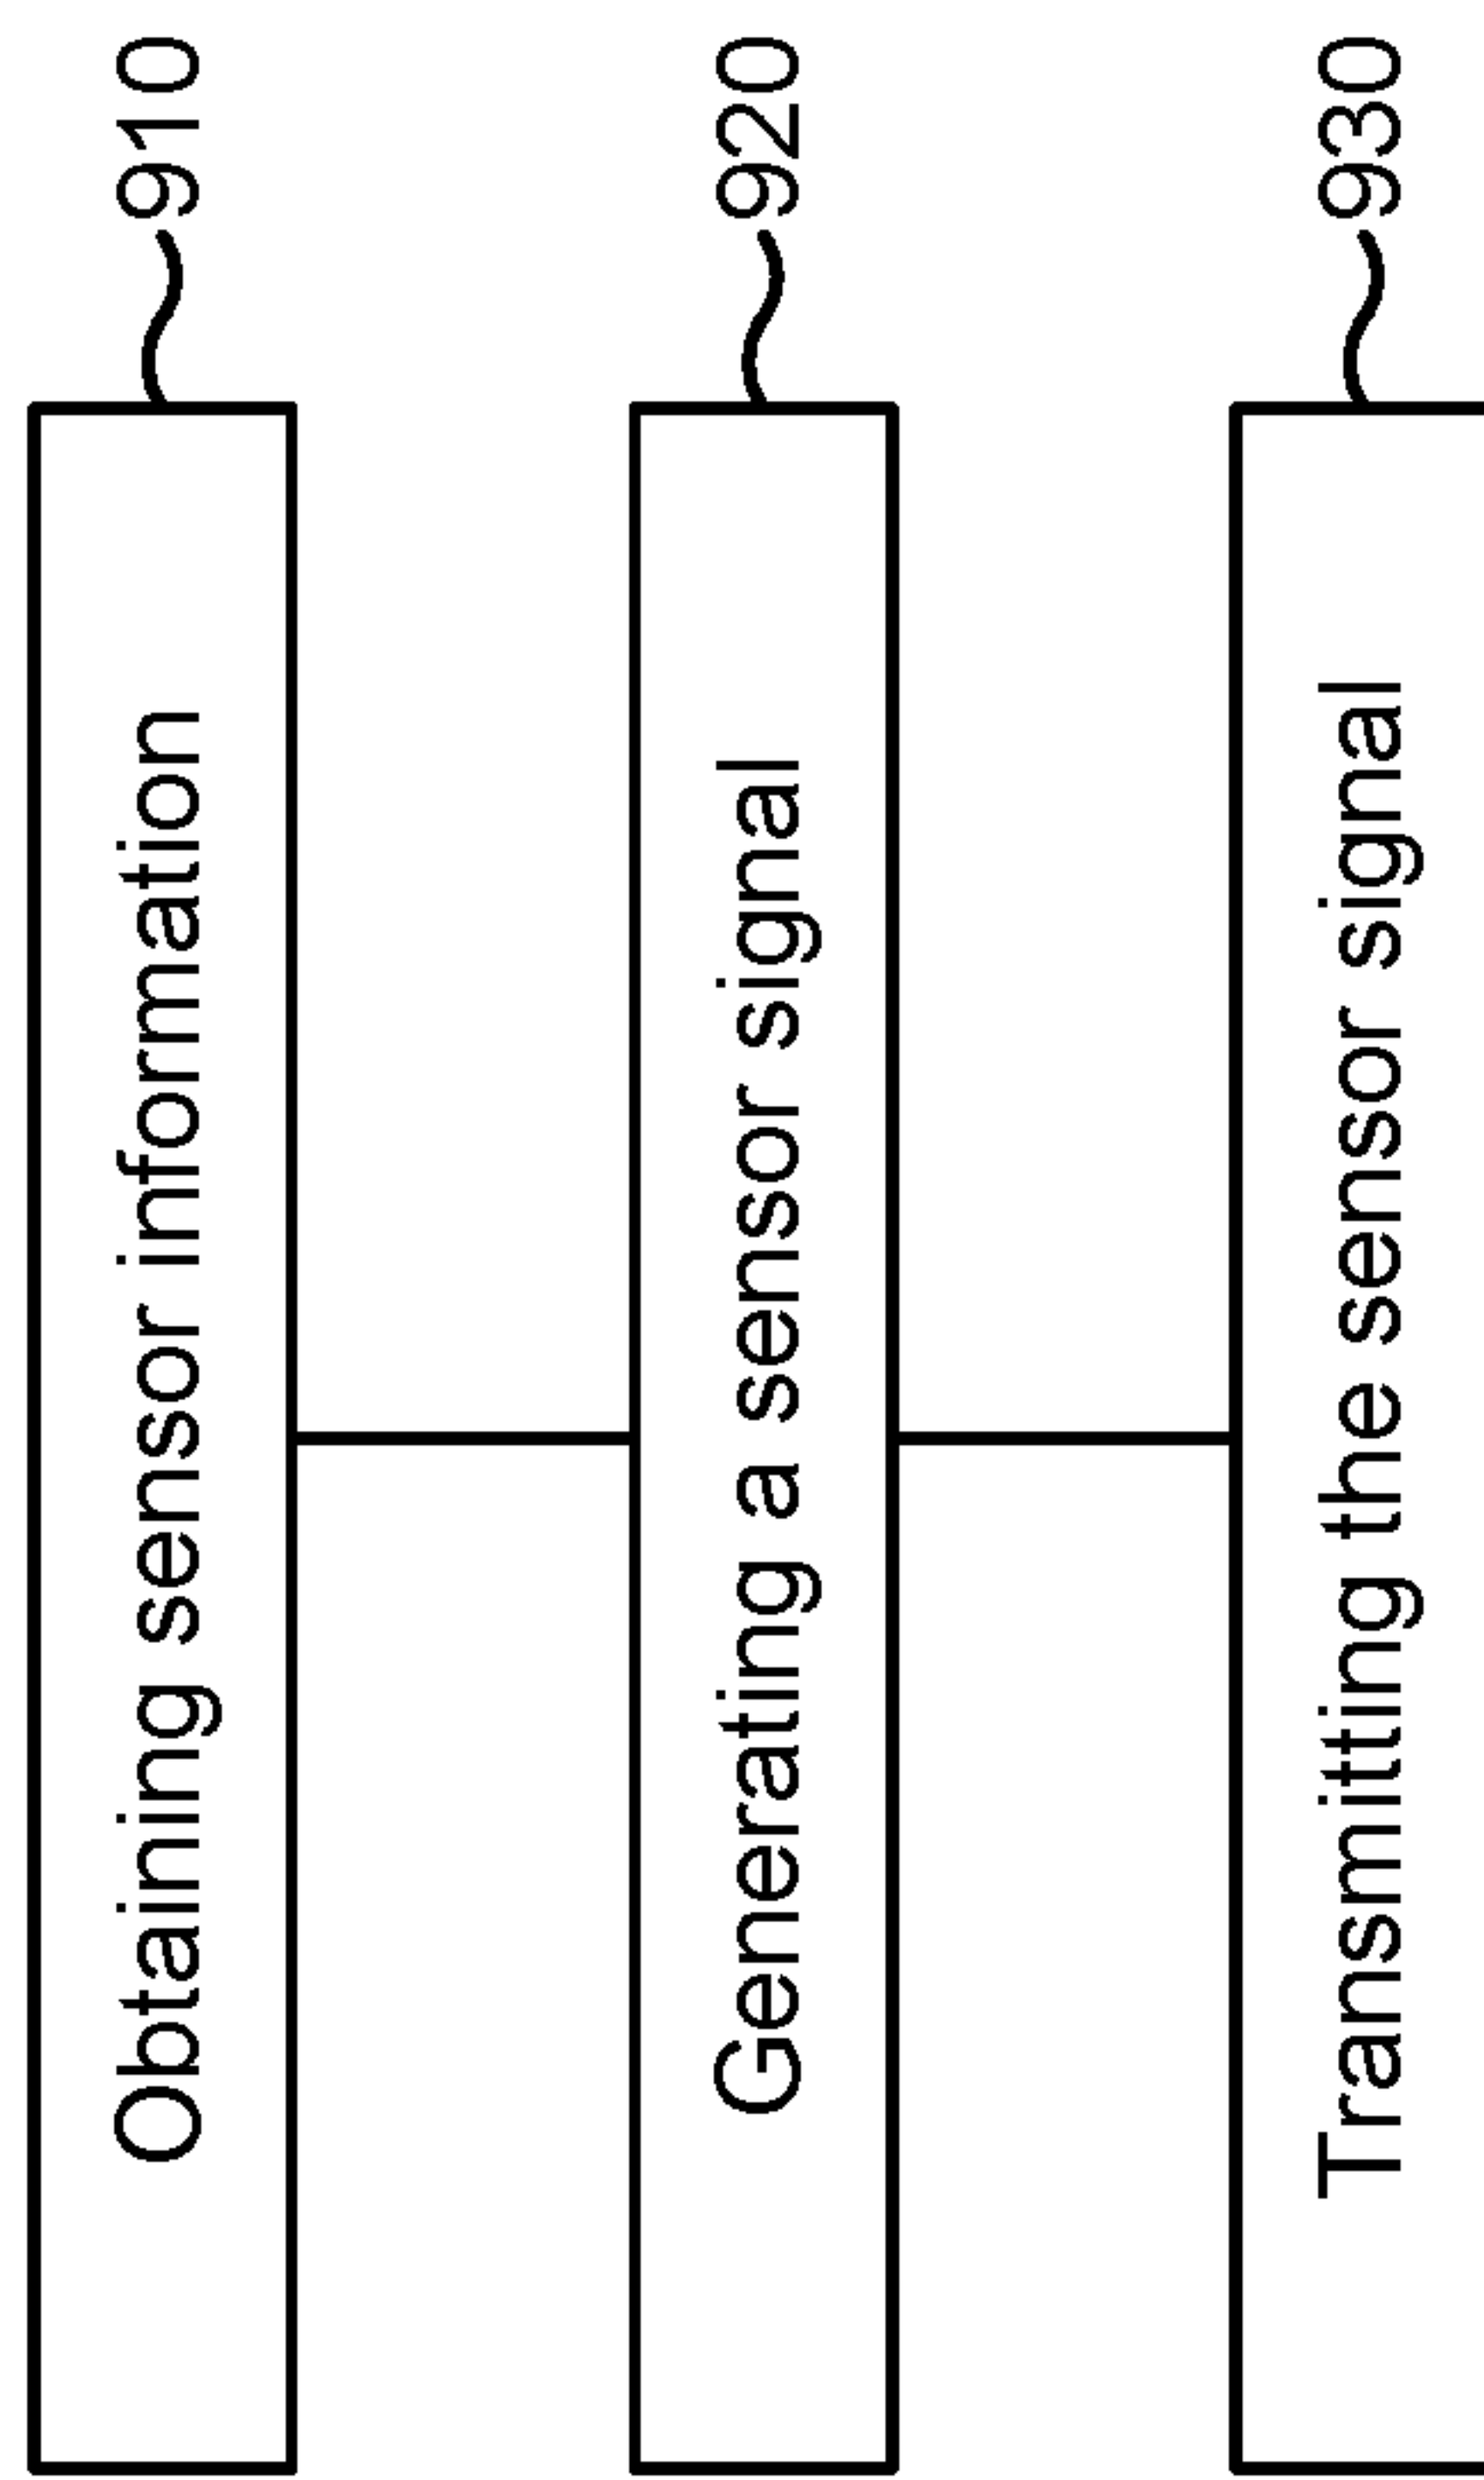 Obtaining sensor information 910
Generating a sensor signal 920
Transmitting the sensor signal 930